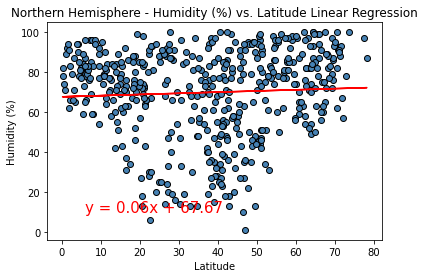 Northern Hemisphere - Humidity (%) vs. Latitude Linear Regression
100
80
60
40
20
0
Humidity (%)
y = 0.06x + 67.67
0 10 20 30 40 50 60 70 80
Latitude